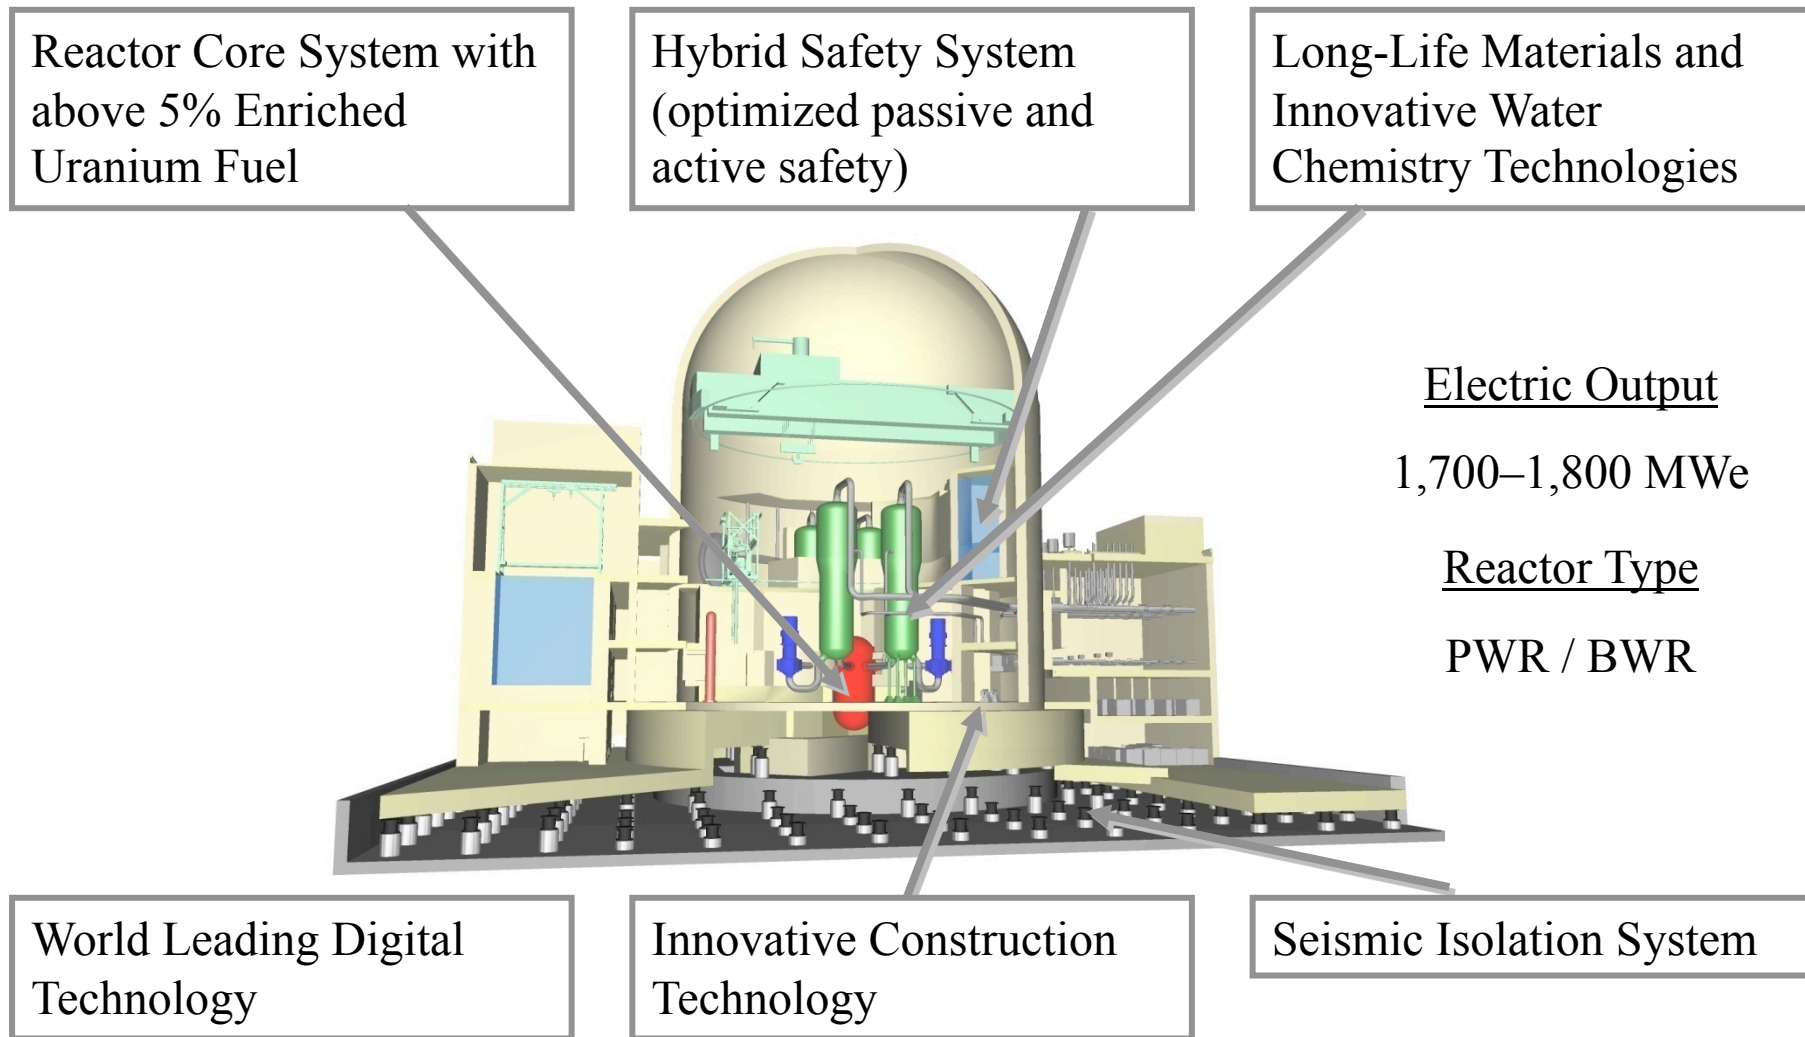 Reactor Core System with
above 5% Enriched
Uranium Fuel
Hybrid Safety System
(optimized passive and
active safety)
Long-Life Materials and
Innovative Water
Chemistry Technologies
Electric Output
1,700–1,800 MWe
Reactor Type
PWR / BWR
World Leading Digital
Technology
Innovative Construction
Technology
Seismic Isolation System